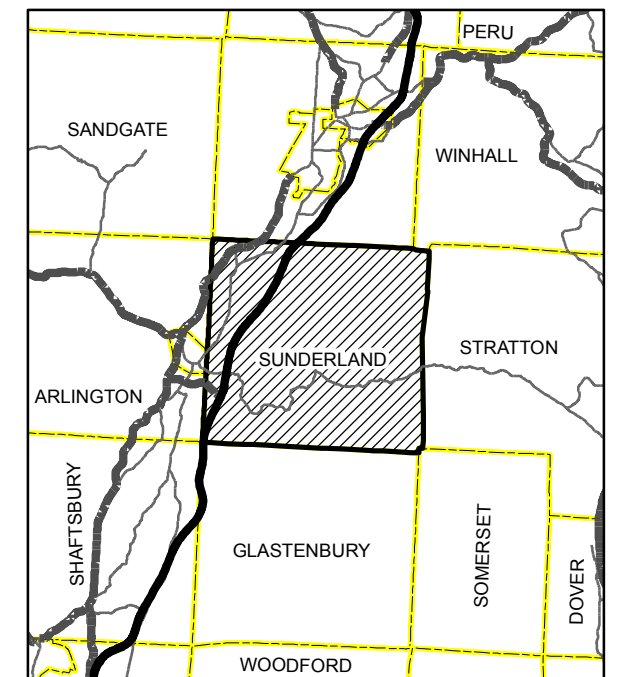 PERU
SANDGATE
WINHALL
SUNDERLAND
STRATTON
ARLINGTON
SHAFTSBURY
GLASTENBURY
SOMERSET
DOVER
WOODFORD